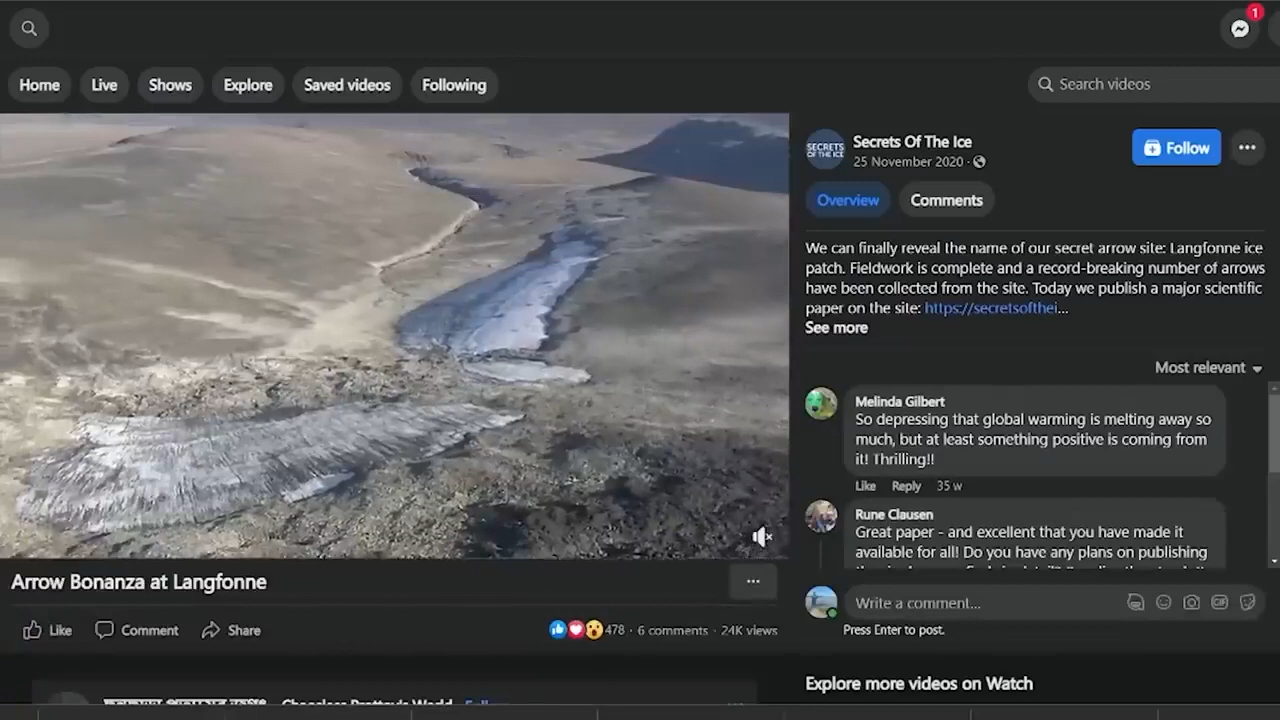 1
Home Live Shows Explore Saved videos Following
Search videos
SECRETS
OF THE ICE
Secrets Of The Ice
25 November 2020 ·
Follow
Overview Comments
We can finally reveal the name of our secret arrow site: Langfonne ice
patch. Fieldwork is complete and a record-breaking number of arrows
have been collected from the site. Today we publish a major scientific
paper on the site: https://secretsofthei...
See more
Most relevant
Melinda Gilbert
So depressing that global warming is melting away so
much, but at least something positive is coming from
it! Thrilling!!
Like Reply 35 w
Rune Clausen
Great paper - and excellent that you have made it
available for all! Do you have any plans on publishing
Write a comment...
GIF
Press Enter to post.
Arrow Bonanza at Langfonne
Like Comment Share
478 · 6 comments · 24K views
Explore more videos on Watch